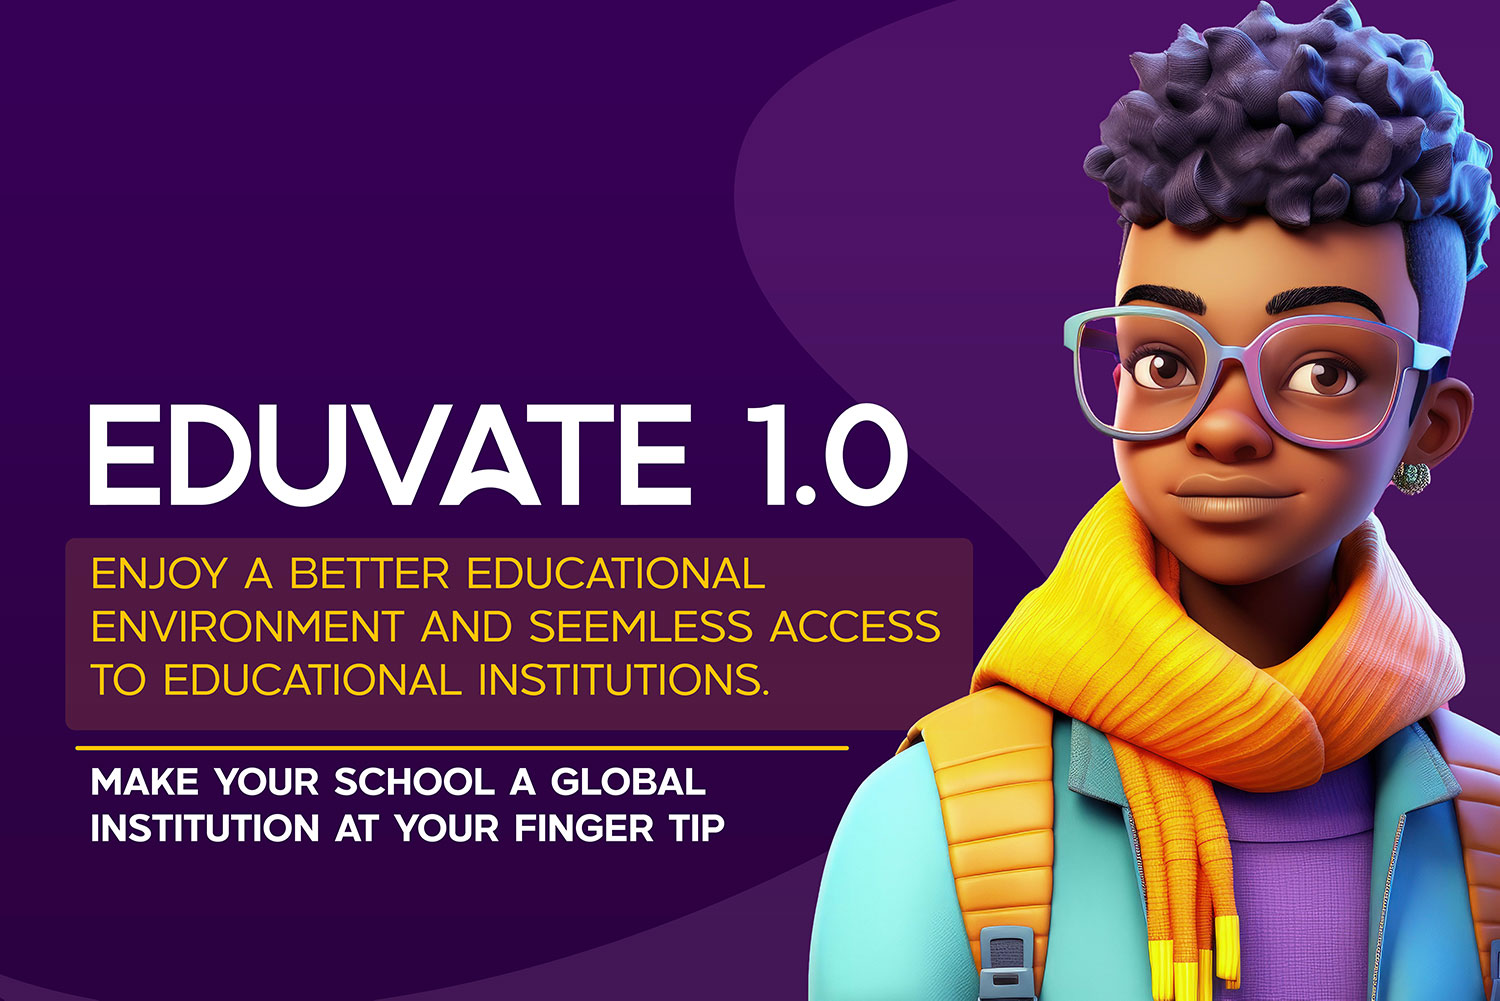 EDUVATE 1.0
ENJOY A BETTER EDUCATIONAL
ENVIRONMENT AND SEEMLESS ACCESS
TO EDUCATIONAL INSTITUTIONS.
MAKE YOUR SCHOOL A GLOBAL
INSTITUTION AT YOUR FINGER TIP